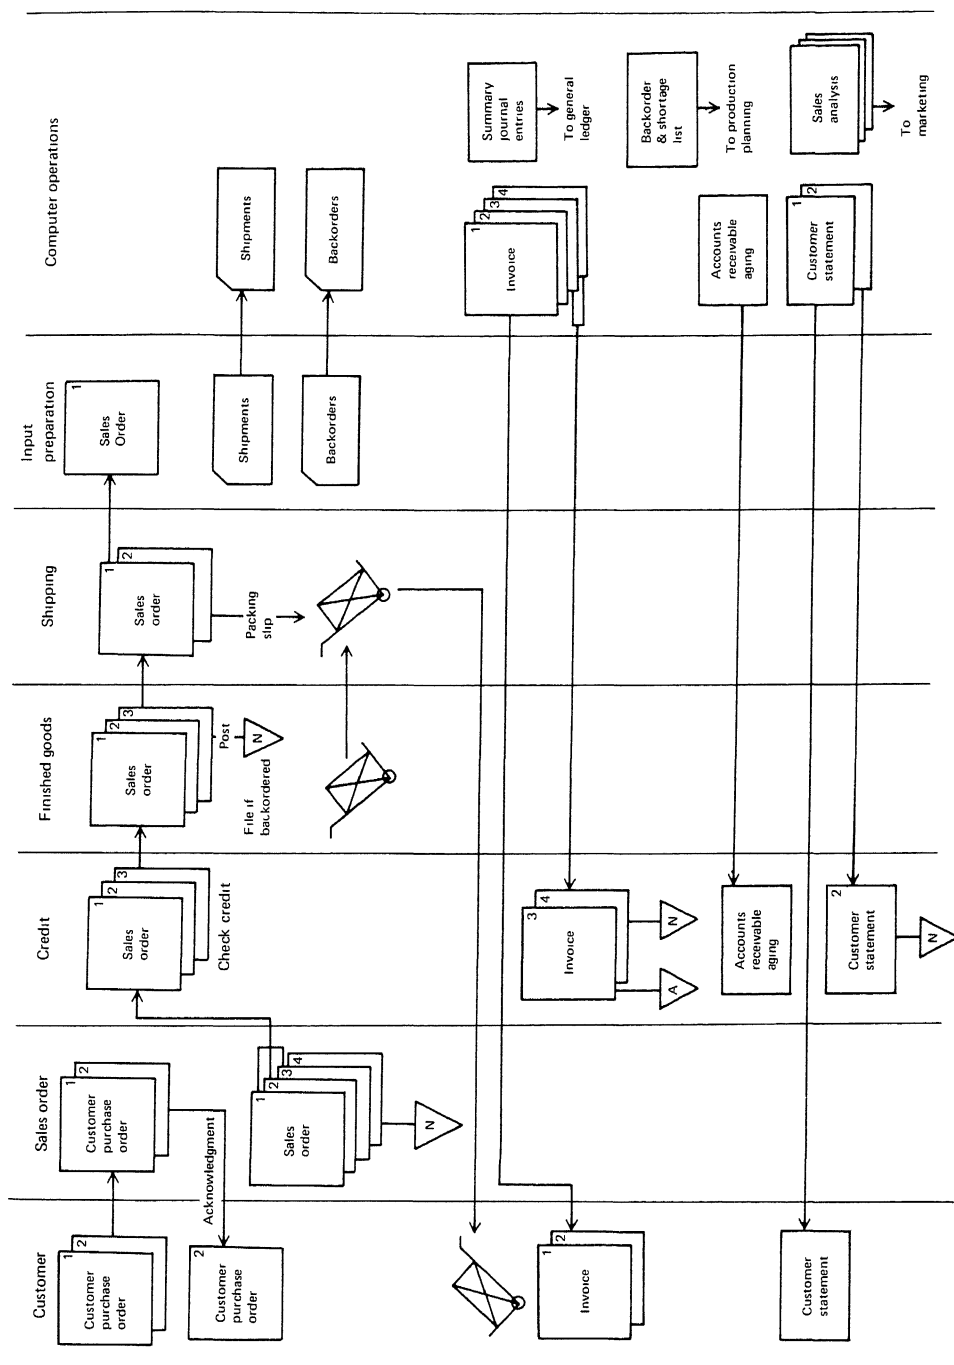 Customer
Sales order
Credit
Finished goods
Shipping
Input
preparation
Computer operations
1
2
Customer
purchase
order
1
2
Customer
purchase
order
Acknowledgment
2
Customer
purchase
order
1
2
3
4
Sales
order
N
1
2
3
Sales
order
Check credit
1
2
3
Sales
order
Post
N
File if
backordered
1
2
Sales
order
Packing
slip
1
Sales
Order
Shipments
Backorders
Shipments
Backorders
1
2
3
4
Invoice
Summary
journal
entries
To general
ledger
Backorder
& shortage
list
To production
planning
Sales
analysis
To
marketing
1
2
Invoice
3
4
Invoice
A
N
Accounts
receivable
aging
Accounts
receivable
aging
1
2
Customer
statement
2
Customer
statement
N
Customer
statement